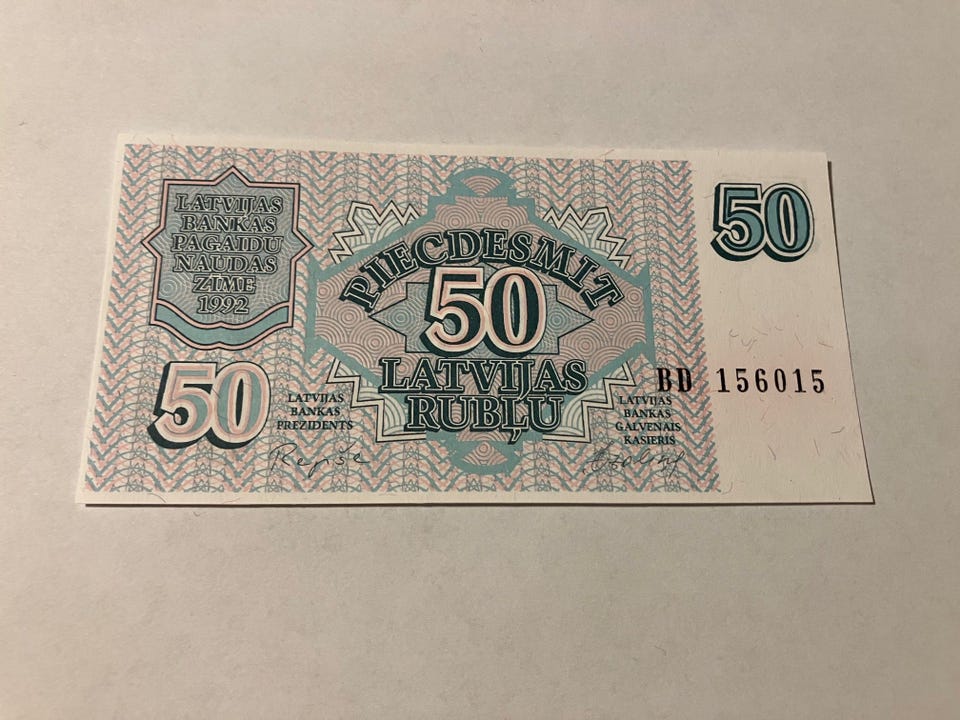 LATVIJAS
BANKAS
PAGAIDU
NAUDAS
ZĪME
1992
50
PIECDESMIT
50
LATVIJAS
RUBĻU
50
LATVIJAS
BANKAS
PREZIDENTS
LATVIJAS
BANKAS
GALVENAIS
KASIERIS
BD 156015